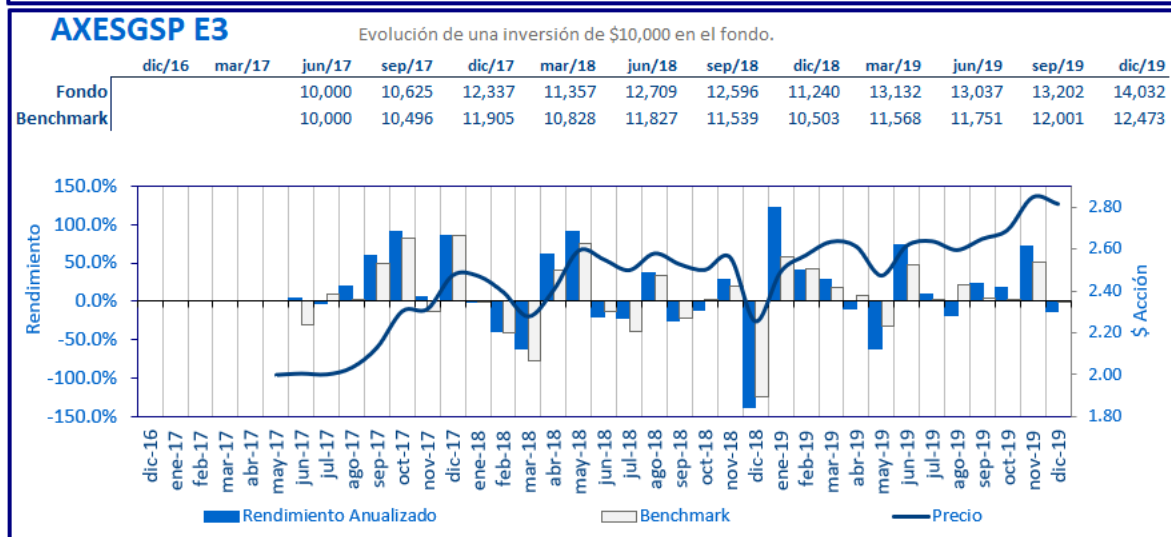 AXESGSP E3
Evolución de una inversión de $10,000 en el fondo.
dic/16 mar/17 jun/17 sep/17 dic/17 mar/18 jun/18 sep/18 dic/18 mar/19 jun/19 sep/19 dic/19
Fondo 10,000 10,625 12,337 11,357 12,709 12,596 11,240 13,132 13,037 13,202 14,032
Benchmark 10,000 10,496 11,905 10,828 11,827 11,539 10,503 11,568 11,751 12,001 12,473
150.0%
100.0%
50.0%
0.0%
-50.0%
-100.0%
-150.0%
Rendimiento
2.80
2.60
2.40
2.20
2.00
1.80
$ Acción
dic-16
ene-17
feb-17
mar-17
abr-17
may-17
jun-17
jul-17
ago-17
sep-17
oct-17
nov-17
dic-17
ene-18
feb-18
mar-18
abr-18
may-18
jun-18
jul-18
ago-18
sep-18
oct-18
nov-18
dic-18
ene-19
feb-19
mar-19
abr-19
may-19
jun-19
jul-19
ago-19
sep-19
oct-19
nov-19
dic-19
Rendimiento Anualizado Benchmark Precio